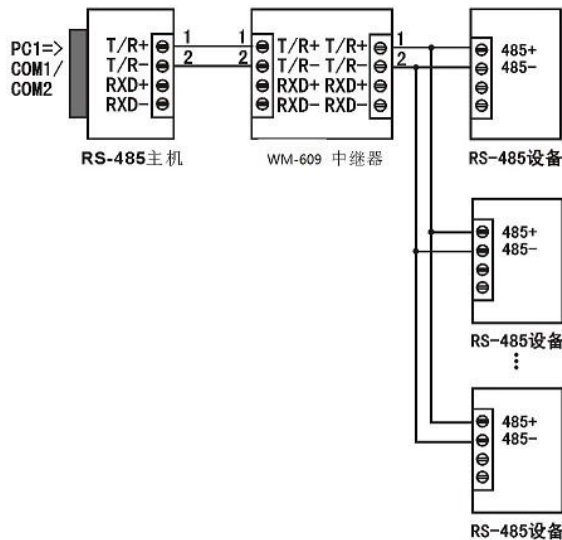 PC1=>
COM1/
COM2
T/R+
T/R-
RXD+
RXD-
1
2
1
2
T/R+ T/R+
T/R- T/R-
RXD+ RXD+
RXD- RXD-
1
2
485+
485-
RS-485主机
WM-609 中继器
RS-485设备
485+
485-
RS-485设备
485+
485-
RS-485设备